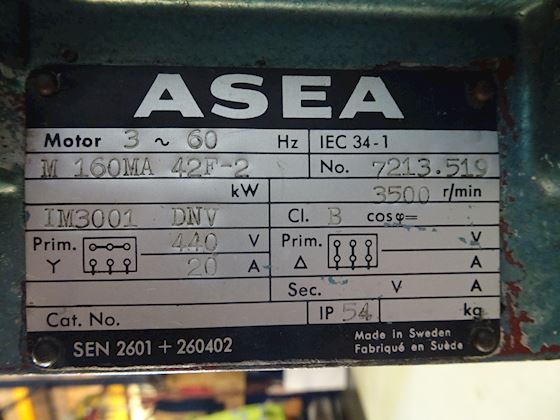 ASEA
Motor 3 ~ 60 Hz IEC 34-1
M 160MA 42F-2 No. 7213.519
kW 3500 r/min
IM3001 DNV Cl. B cosφ=
Prim. 440 V Prim. V
Y 20 A Δ A
Sec. V A
Cat. No. IP 54 kg
SEN 2601 + 260402
Made in Sweden
Fabriqué en Suède